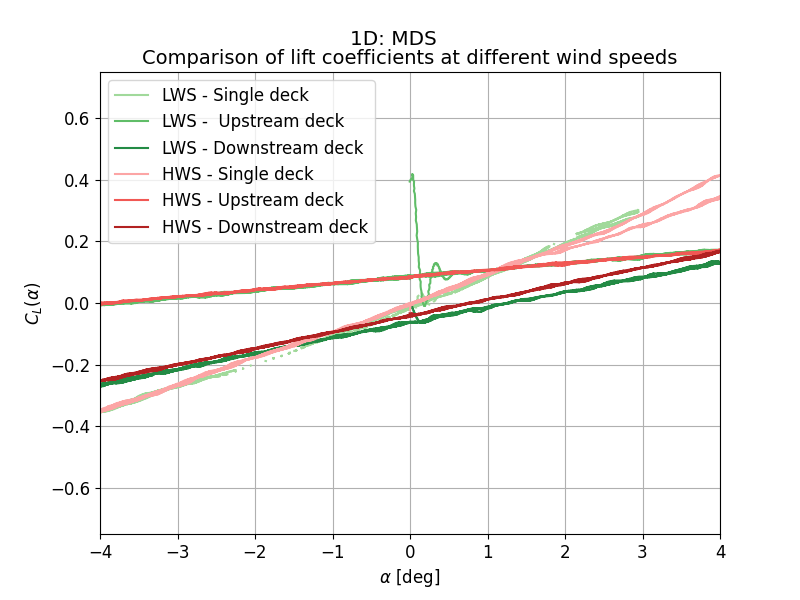 1D: MDS
Comparison of lift coefficients at different wind speeds
LWS - Single deck
LWS -  Upstream deck
LWS - Downstream deck
HWS - Single deck
HWS - Upstream deck
HWS - Downstream deck
0.6
0.4
0.2
0.0
−0.2
−0.4
−0.6
C_L(α)
−4 −3 −2 −1 0 1 2 3 4
α [deg]